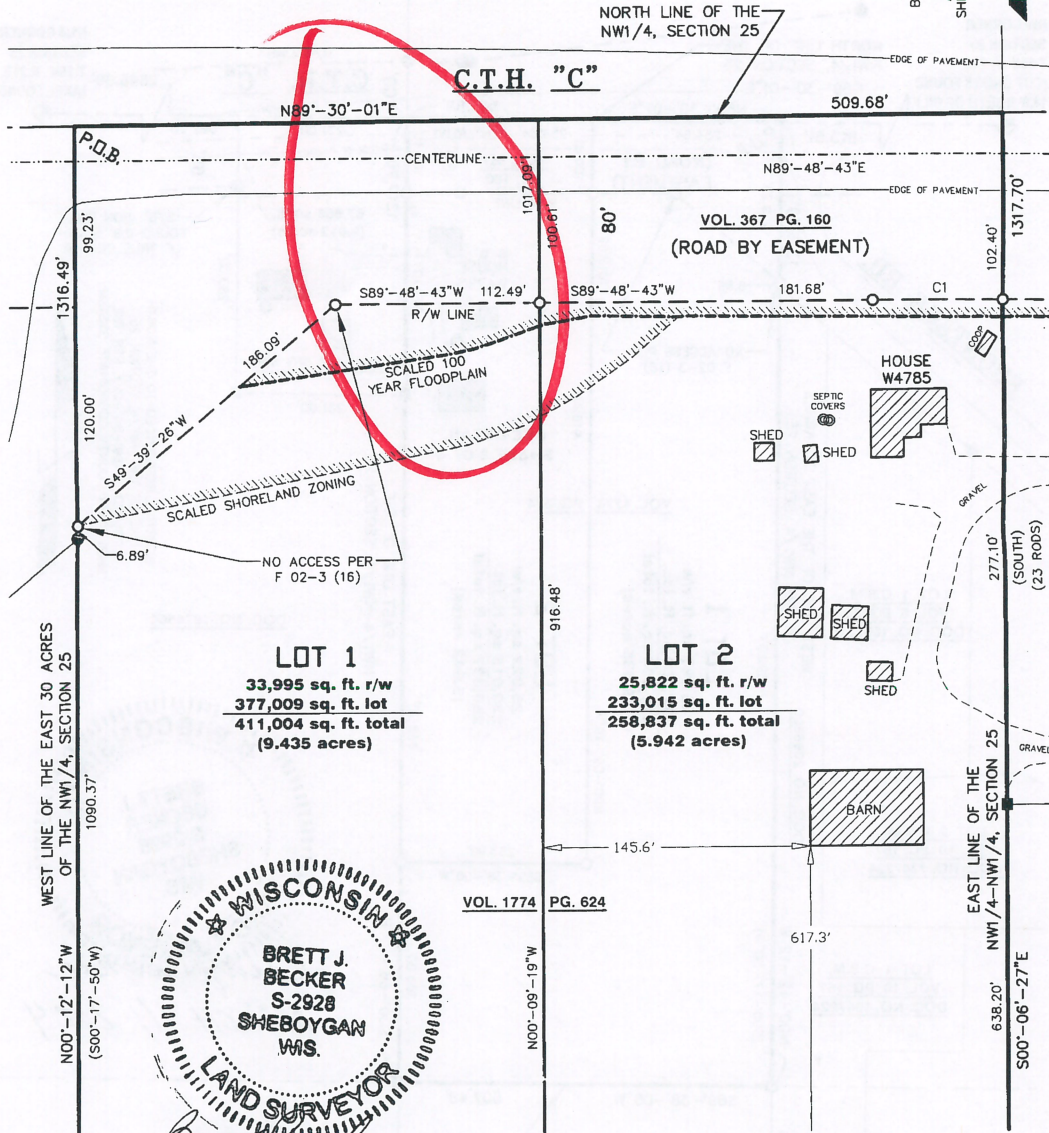 NORTH LINE OF THE
NW1/4, SECTION 25
EDGE OF PAVEMENT
C.T.H. "C"
N89°-30'-01"E
509.68'
P.O.B.
CENTERLINE
N89°-48'-43"E
EDGE OF PAVEMENT
99.23'
1017.09'
100.61'
80'
VOL. 367 PG. 160
(ROAD BY EASEMENT)
102.40'
1317.70'
1316.49'
S89°-48'-43"W
112.49'
R/W LINE
S89°-48'-43"W
181.68'
C1
186.09'
SCALED 100
YEAR FLOODPLAIN
COOP
HOUSE
W4785
SEPTIC
COVERS
120.00'
S49°-39'-26"W
SHED
SHED
SCALED SHORELAND ZONING
GRAVEL
6.89'
NO ACCESS PER
F 02-3 (16)
277.10'
(SOUTH)
(23 RODS)
916.48'
SHED
SHED
LOT 1
33,995 sq. ft. r/w
377,009 sq. ft. lot
411,004 sq. ft. total
(9.435 acres)
LOT 2
25,822 sq. ft. r/w
233,015 sq. ft. lot
258,837 sq. ft. total
(5.942 acres)
SHED
GRAVEL
WEST LINE OF THE EAST 30 ACRES
OF THE NW1/4, SECTION 25
1090.37'
BARN
145.6'
EAST LINE OF THE
NW1/4-NW1/4, SECTION 25
VOL. 1774
PG. 624
617.3'
WISCONSIN
BRETT J.
BECKER
S-2928
SHEBOYGAN
WIS.
LAND SURVEYOR
N00°-12'-12"W
(S00°-17'-50"W)
N00°-09'-19"W
638.20'
S00°-06'-27"E